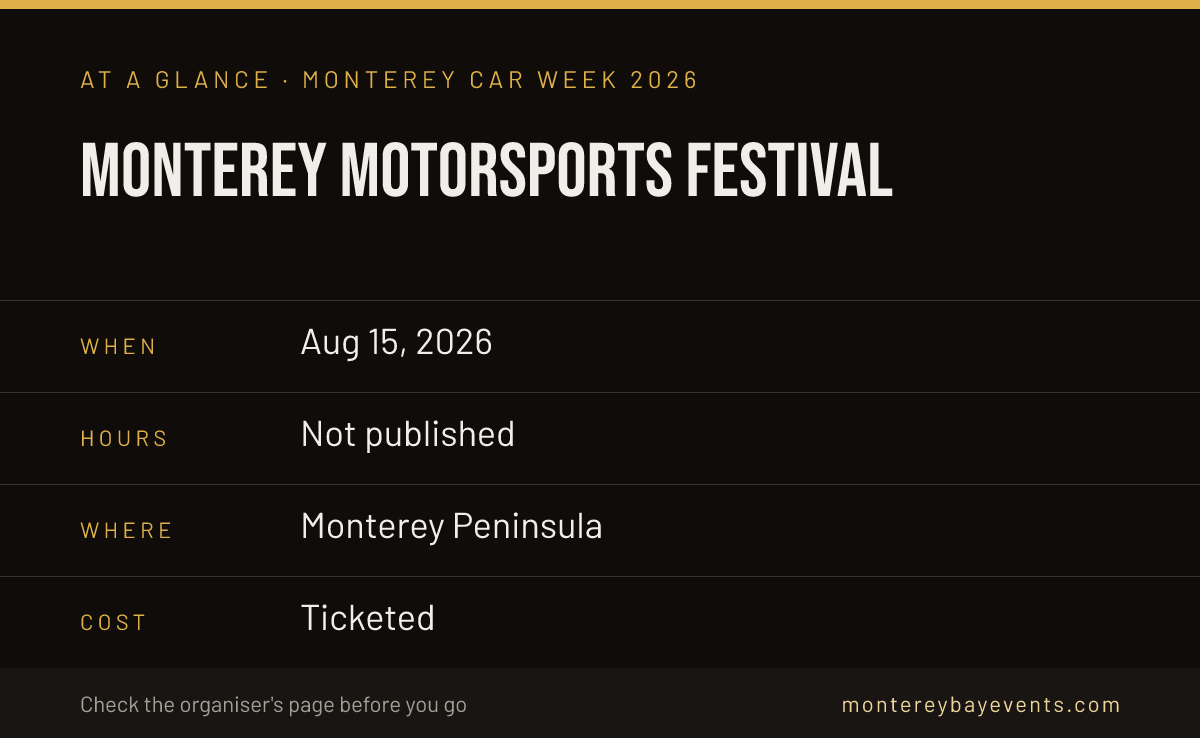 AT A GLANCE · MONTEREY CAR WEEK 2026
MONTEREY MOTORSPORTS FESTIVAL
WHEN Aug 15, 2026
HOURS Not published
WHERE Monterey Peninsula
COST Ticketed
Check the organiser's page before you go montereybayevents.com